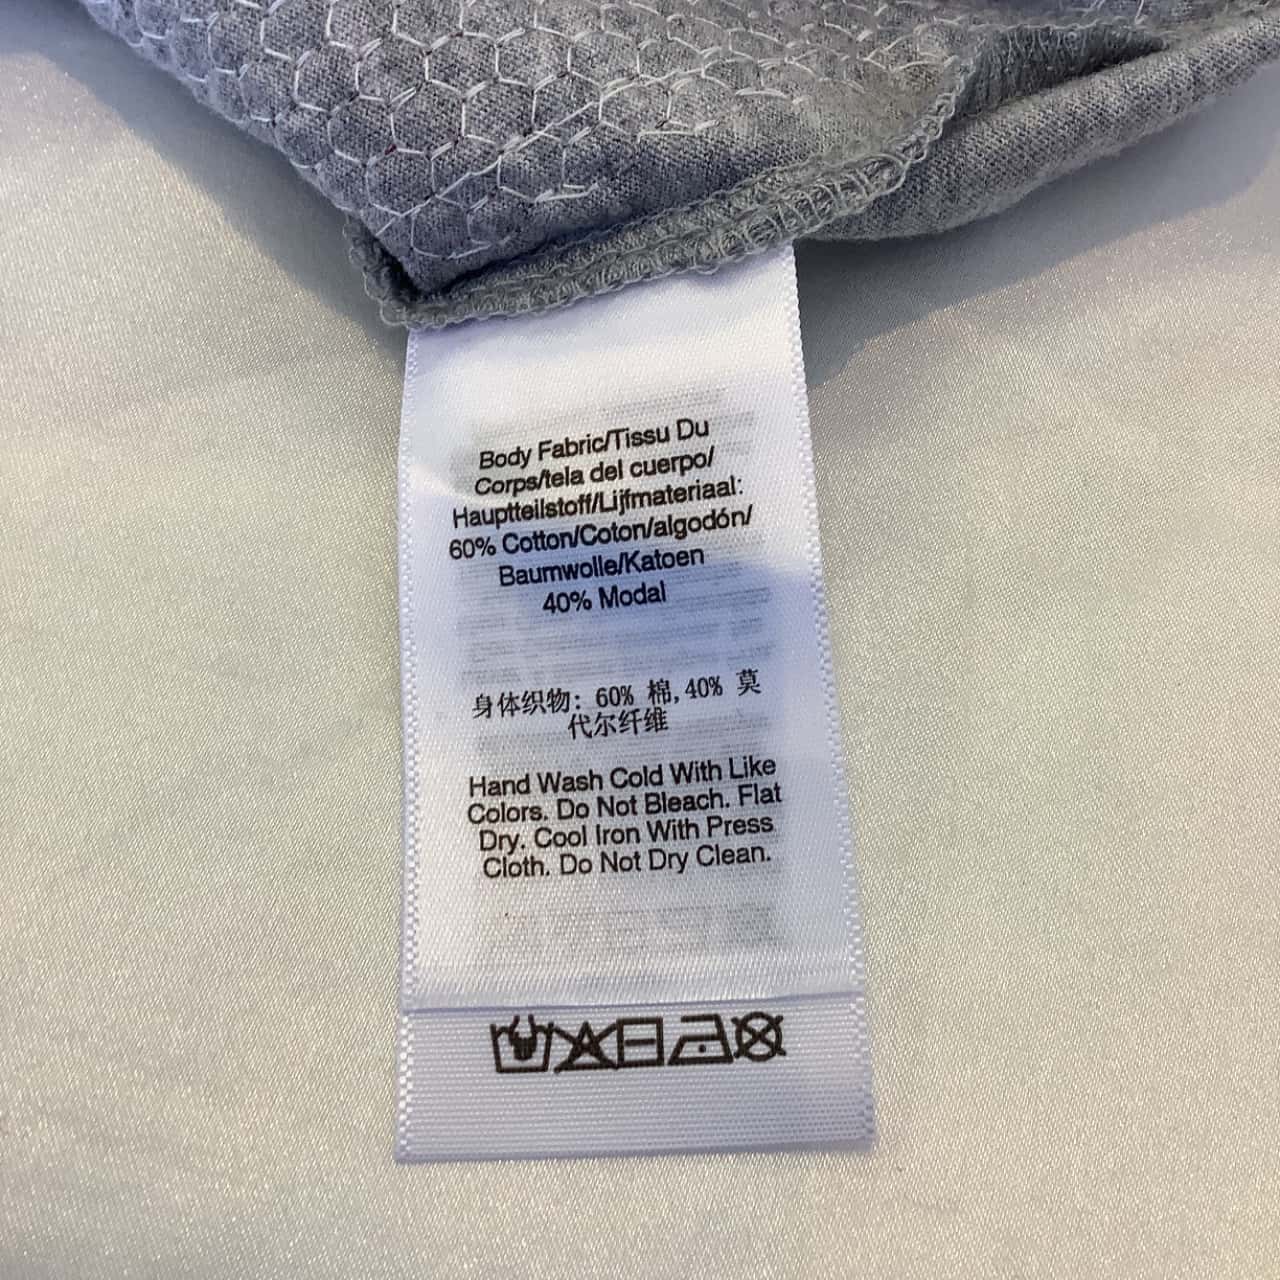 Body Fabric/Tissu Du
Corps/tela del cuerpo/
Hauptteilstoff/Lijfmateriaal:
60% Cotton/Coton/algodón/
Baumwolle/Katoen
40% Modal
身体织物: 60% 棉,40% 莫
代尔纤维
Hand Wash Cold With Like
Colors. Do Not Bleach. Flat
Dry. Cool Iron With Press
Cloth. Do Not Dry Clean.